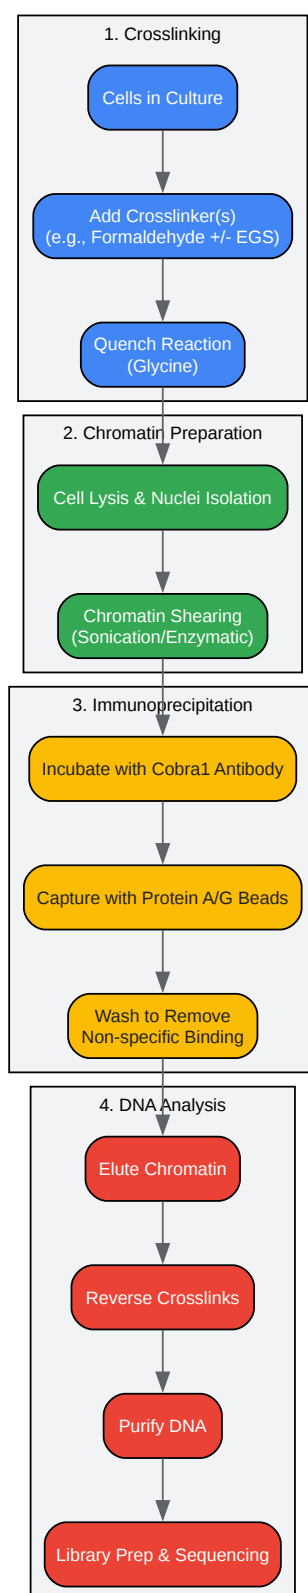 1. Crosslinking
Cells in Culture
Add Crosslinker(s)
(e.g., Formaldehyde +/- EGS)
Quench Reaction
(Glycine)
2. Chromatin Preparation
Cell Lysis & Nuclei Isolation
Chromatin Shearing
(Sonication/Enzymatic)
3. Immunoprecipitation
Incubate with Cobra1 Antibody
Capture with Protein A/G Beads
Wash to Remove
Non-specific Binding
4. DNA Analysis
Elute Chromatin
Reverse Crosslinks
Purify DNA
Library Prep & Sequencing